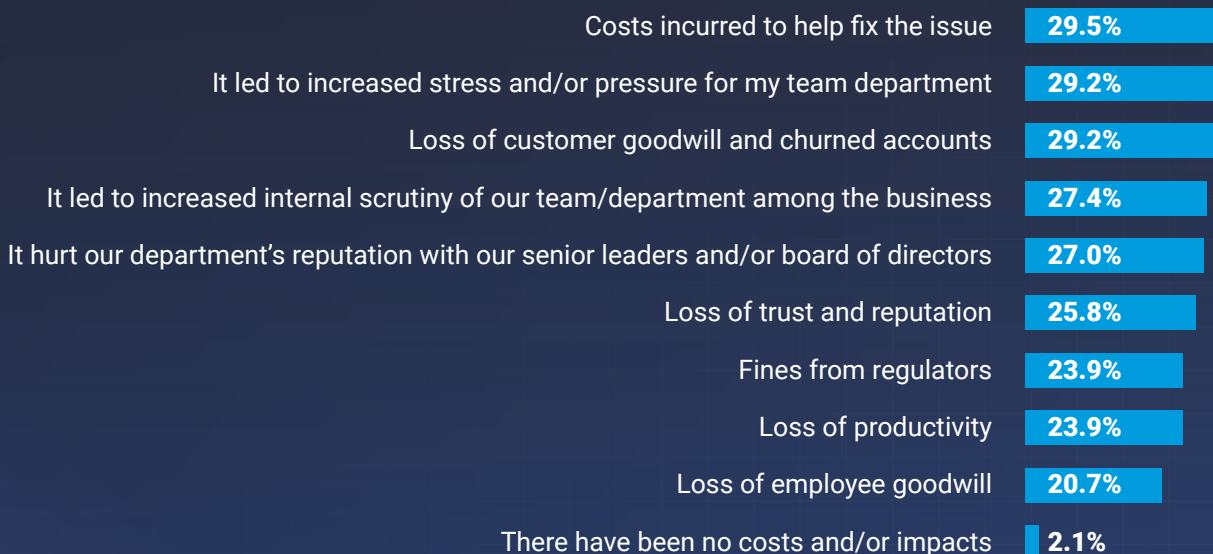 Costs incurred to help fix the issue 29.5%
It led to increased stress and/or pressure for my team department 29.2%
Loss of customer goodwill and churned accounts 29.2%
It led to increased internal scrutiny of our team/department among the business 27.4%
It hurt our department’s reputation with our senior leaders and/or board of directors 27.0%
Loss of trust and reputation 25.8%
Fines from regulators 23.9%
Loss of productivity 23.9%
Loss of employee goodwill 20.7%
There have been no costs and/or impacts 2.1%